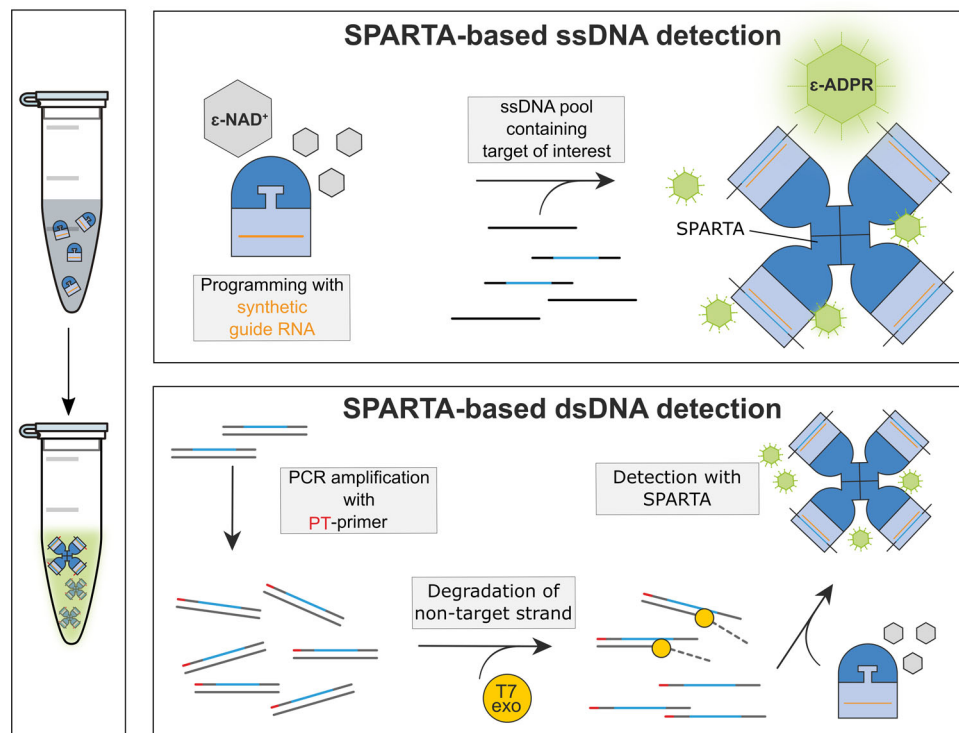 SPARTA-based ssDNA detection
ε-NAD⁺
ssDNA pool
containing
target of interest
ε-ADPR
SPARTA
Programming with
synthetic
guide RNA
SPARTA-based dsDNA detection
PCR amplification
with
PT-primer
Detection with
SPARTA
Degradation of
non-target strand
T7
exo